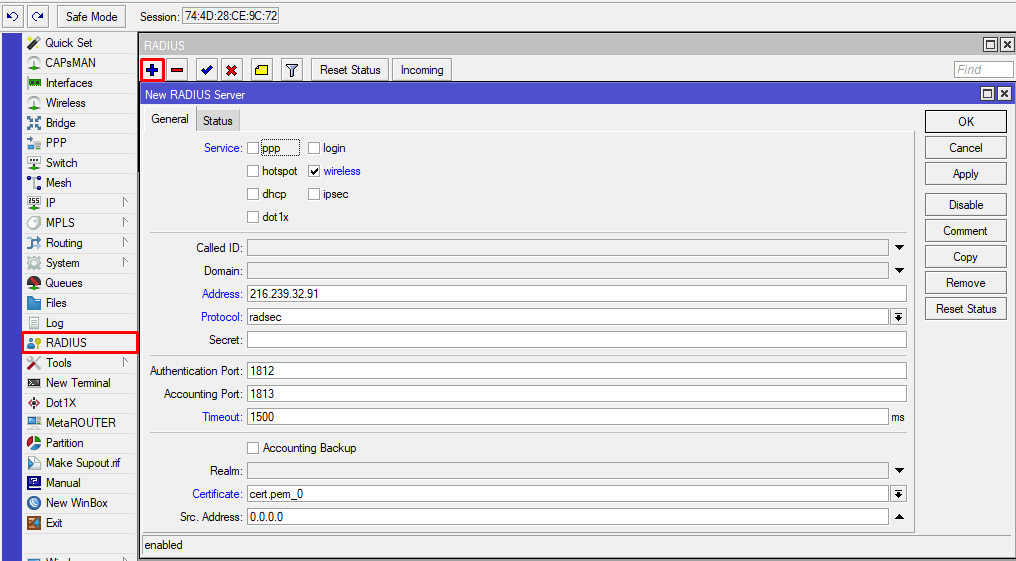 Safe Mode Session: 74:4D:28:CE:9C:72
Quick Set
CAPsMAN
Interfaces
Wireless
Bridge
PPP
Switch
Mesh
255 IP
MPLS
Routing
System
Queues
Files
Log
RADIUS
Tools
New Terminal
Dot1X
MetaROUTER
Partition
Make Supout.rif
Manual
New WinBox
Exit
RADIUS
Reset Status Incoming Find
New RADIUS Server
General Status
Service: ppp login
hotspot wireless
dhcp ipsec
dot1x
Called ID:
Domain:
Address: 216.239.32.91
Protocol: radsec
Secret:
Authentication Port: 1812
Accounting Port: 1813
Timeout: 1500 ms
Accounting Backup
Realm:
Certificate: cert.pem_0
Src. Address: 0.0.0.0
enabled
OK
Cancel
Apply
Disable
Comment
Copy
Remove
Reset Status